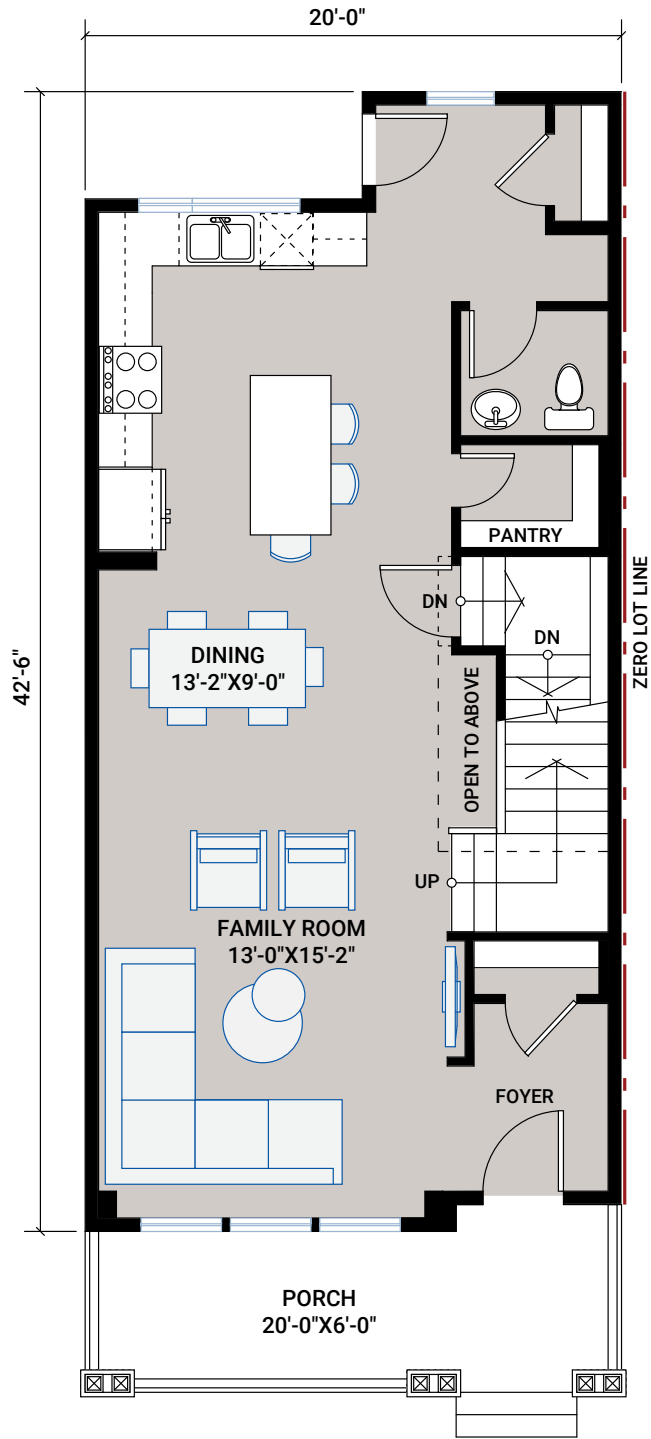 20'-0"
PANTRY
DN
DN
ZERO LOT LINE
DINING
13'-2"X9'-0"
42'-6"
OPEN TO ABOVE
UP
FAMILY ROOM
13'-0"X15'-2"
FOYER
PORCH
20'-0"X6'-0"